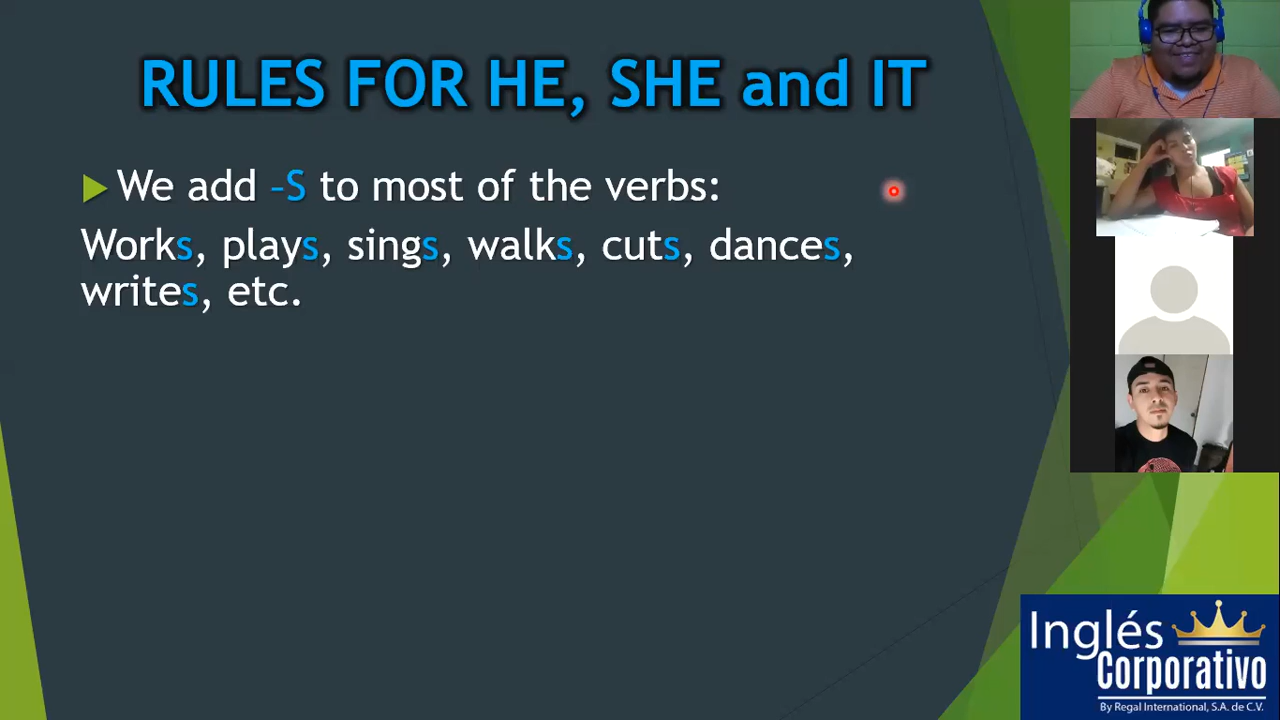 RULES FOR HE, SHE and IT
We add –S to most of the verbs:
Works, plays, sings, walks, cuts, dances,
writes, etc.
Inglés
Corporativo
By Regal International, S.A. de C.V.